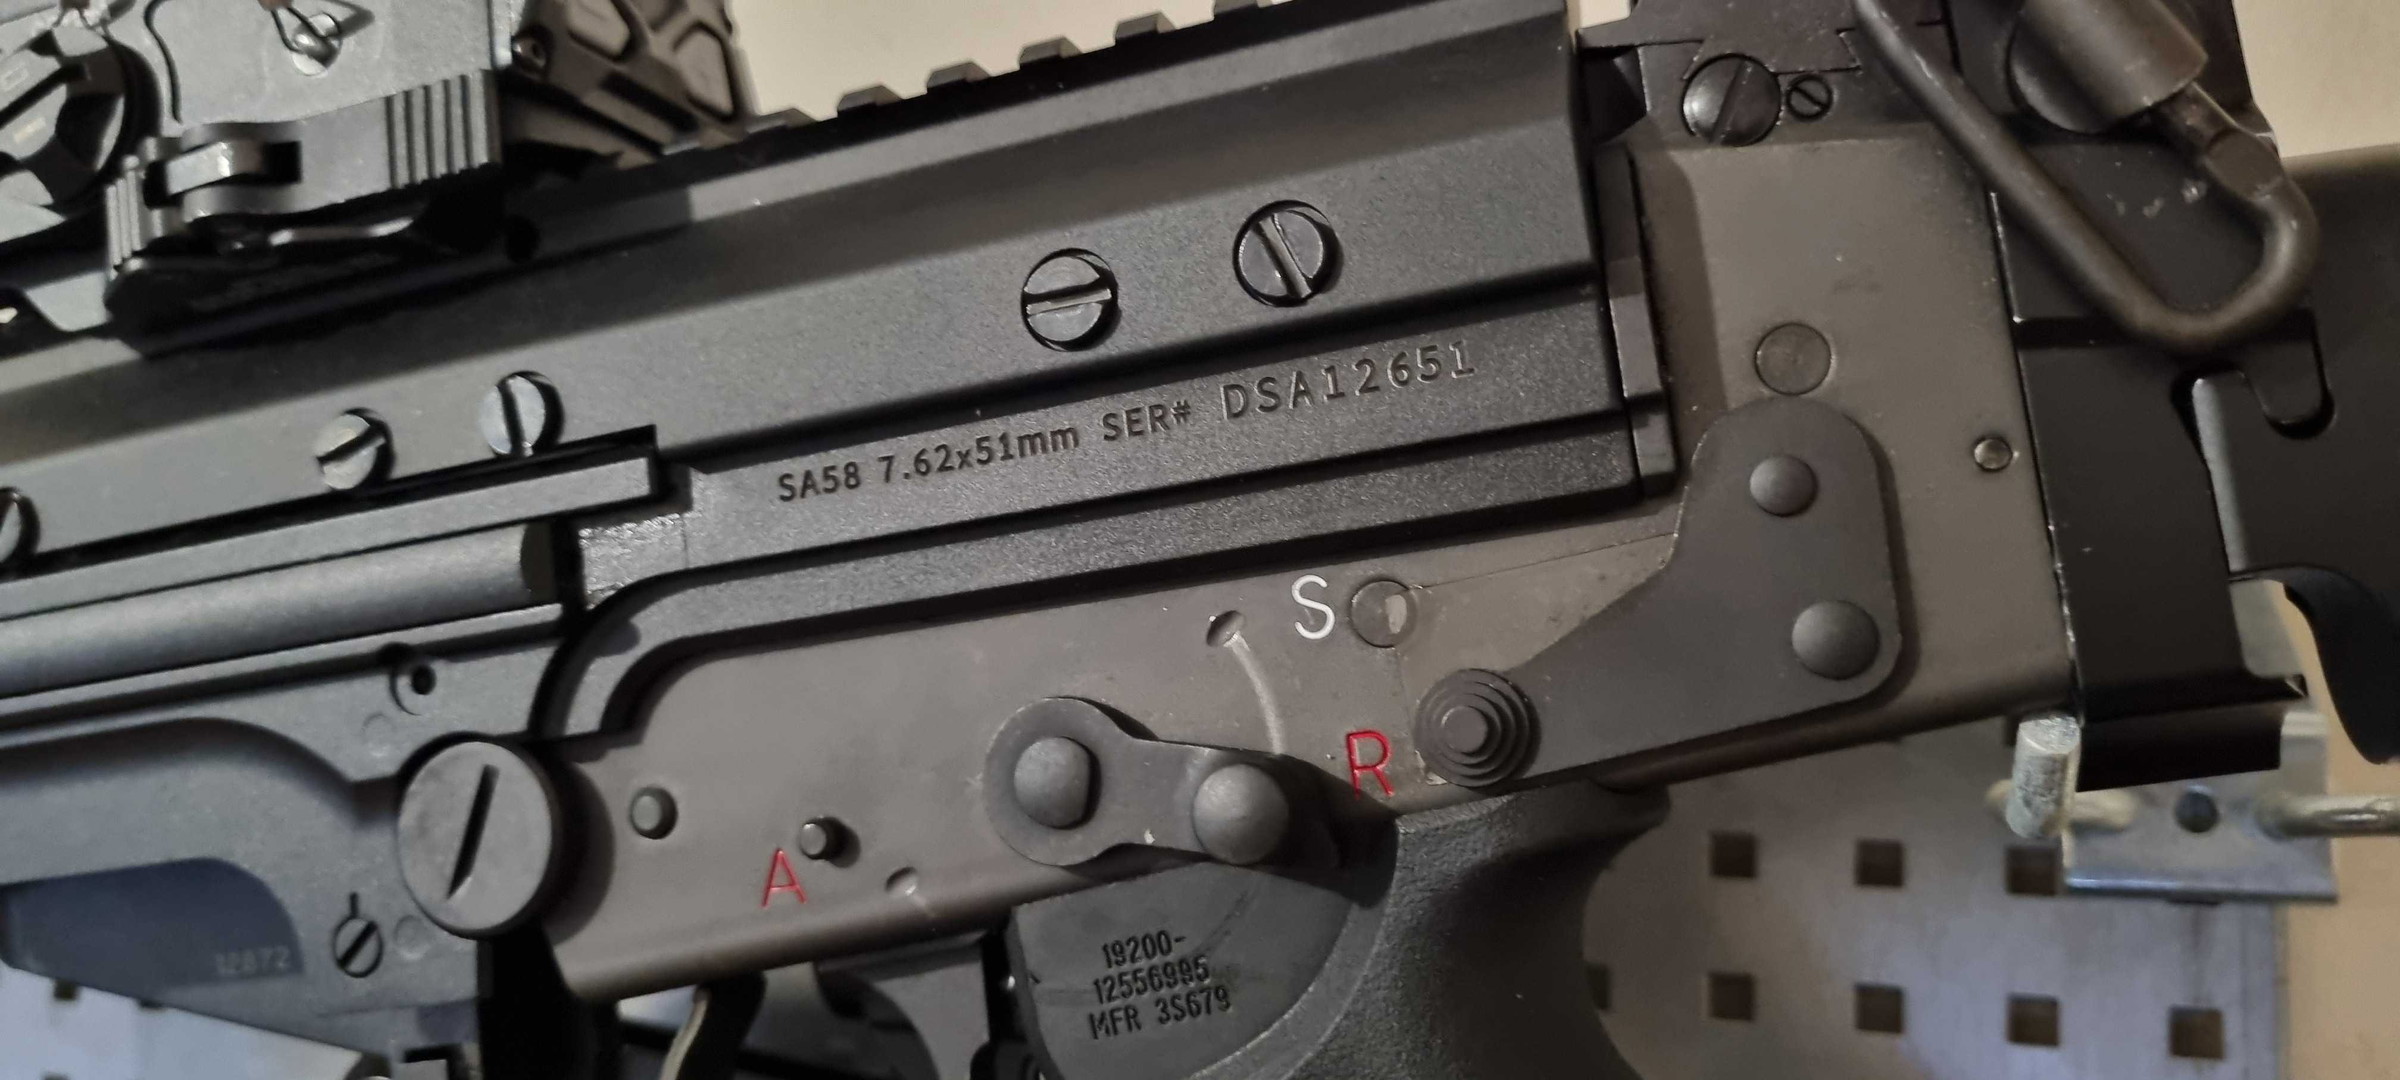 SA58 7.62x51mm SER# DSA12651
S
R
A
12872
19200-
12556995
MFR 3S679